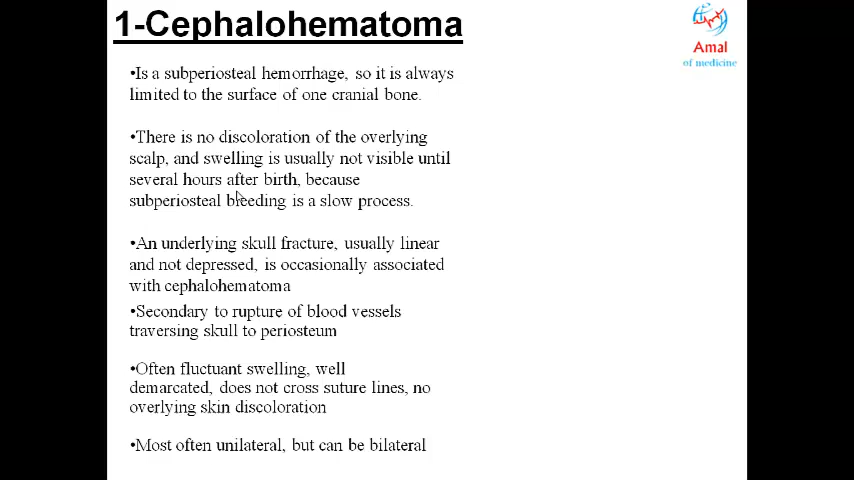 1-Cephalohematoma
Amal
of medicine
•Is a subperiosteal hemorrhage, so it is always
limited to the surface of one cranial bone.
•There is no discoloration of the overlying
scalp, and swelling is usually not visible until
several hours after birth, because
subperiosteal bleeding is a slow process.
•An underlying skull fracture, usually linear
and not depressed, is occasionally associated
with cephalohematoma
•Secondary to rupture of blood vessels
traversing skull to periosteum
•Often fluctuant swelling, well
demarcated, does not cross suture lines, no
overlying skin discoloration
•Most often unilateral, but can be bilateral